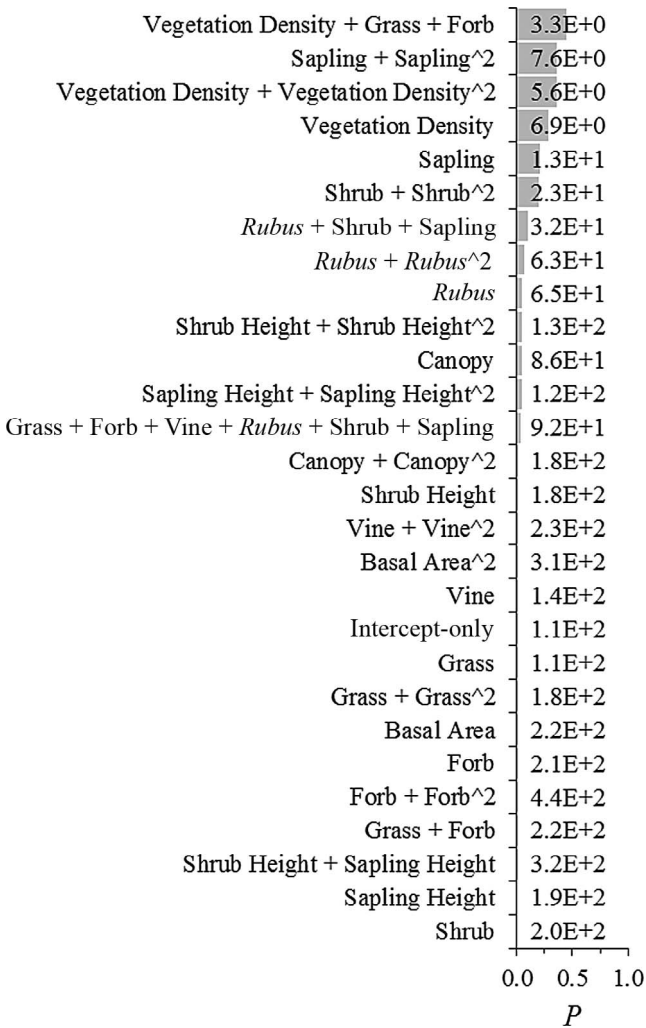 Vegetation Density + Grass + Forb 3.3E+0
Sapling + Sapling^2 7.6E+0
Vegetation Density + Vegetation Density^2 5.6E+0
Vegetation Density 6.9E+0
Sapling 1.3E+1
Shrub + Shrub^2 2.3E+1
Rubus + Shrub + Sapling 3.2E+1
Rubus + Rubus^2 6.3E+1
Rubus 6.5E+1
Shrub Height + Shrub Height^2 1.3E+2
Canopy 8.6E+1
Sapling Height + Sapling Height^2 1.2E+2
Grass + Forb + Vine + Rubus + Shrub + Sapling 9.2E+1
Canopy + Canopy^2 1.8E+2
Shrub Height 1.8E+2
Vine + Vine^2 2.3E+2
Basal Area^2 3.1E+2
Vine 1.4E+2
Intercept-only 1.1E+2
Grass 1.1E+2
Grass + Grass^2 1.8E+2
Basal Area 2.2E+2
Forb 2.1E+2
Forb + Forb^2 4.4E+2
Grass + Forb 2.2E+2
Shrub Height + Sapling Height 3.2E+2
Sapling Height 1.9E+2
Shrub 2.0E+2
0.0 0.5 1.0
P